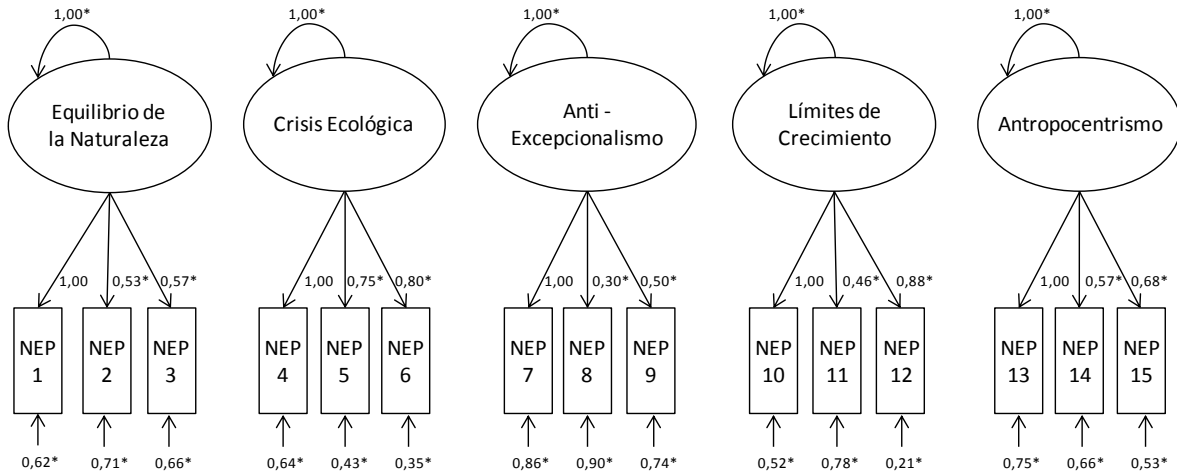 1,00* 1,00* 1,00* 1,00* 1,00*
Equilibrio de
la Naturaleza
Crisis Ecológica
Anti -
Excepcionalismo
Límites de
Crecimiento
Antropocentrismo
1,00 0,53* 0,57* 1,00 0,75* 0,80* 1,00 0,30* 0,50* 1,00 0,46* 0,88* 1,00 0,57* 0,68*
NEP NEP NEP NEP NEP NEP NEP NEP NEP NEP NEP NEP NEP NEP NEP
1 2 3 4 5 6 7 8 9 10 11 12 13 14 15
0,62* 0,71* 0,66* 0,64* 0,43* 0,35* 0,86* 0,90* 0,74* 0,52* 0,78* 0,21* 0,75* 0,66* 0,53*